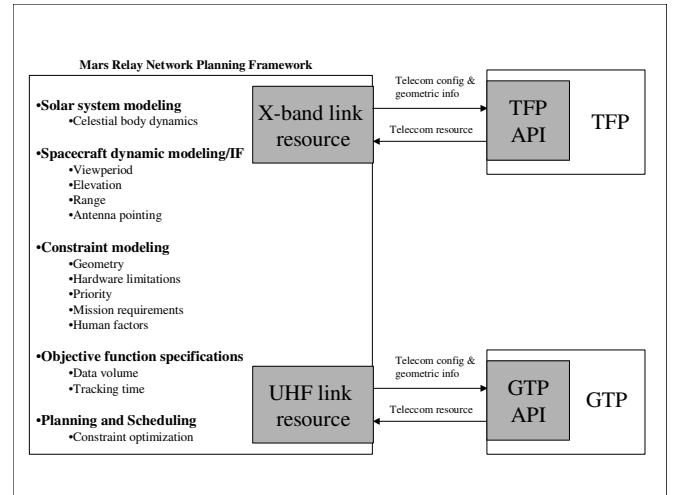 Mars Relay Network Planning Framework
•Solar system modeling
•Celestial body dynamics
•Spacecraft dynamic modeling/IF
•Viewperiod
•Elevation
•Range
•Antenna pointing
•Constraint modeling
•Geometry
•Hardware limitations
•Priority
•Mission requirements
•Human factors
•Objective function specifications
•Data volume
•Tracking time
•Planning and Scheduling
•Constraint optimization
X-band link
resource
Telecom config &
geometric info
Teleccom resource
TFP
API
TFP
UHF link
resource
Telecom config &
geometric info
Teleccom resource
GTP
API
GTP